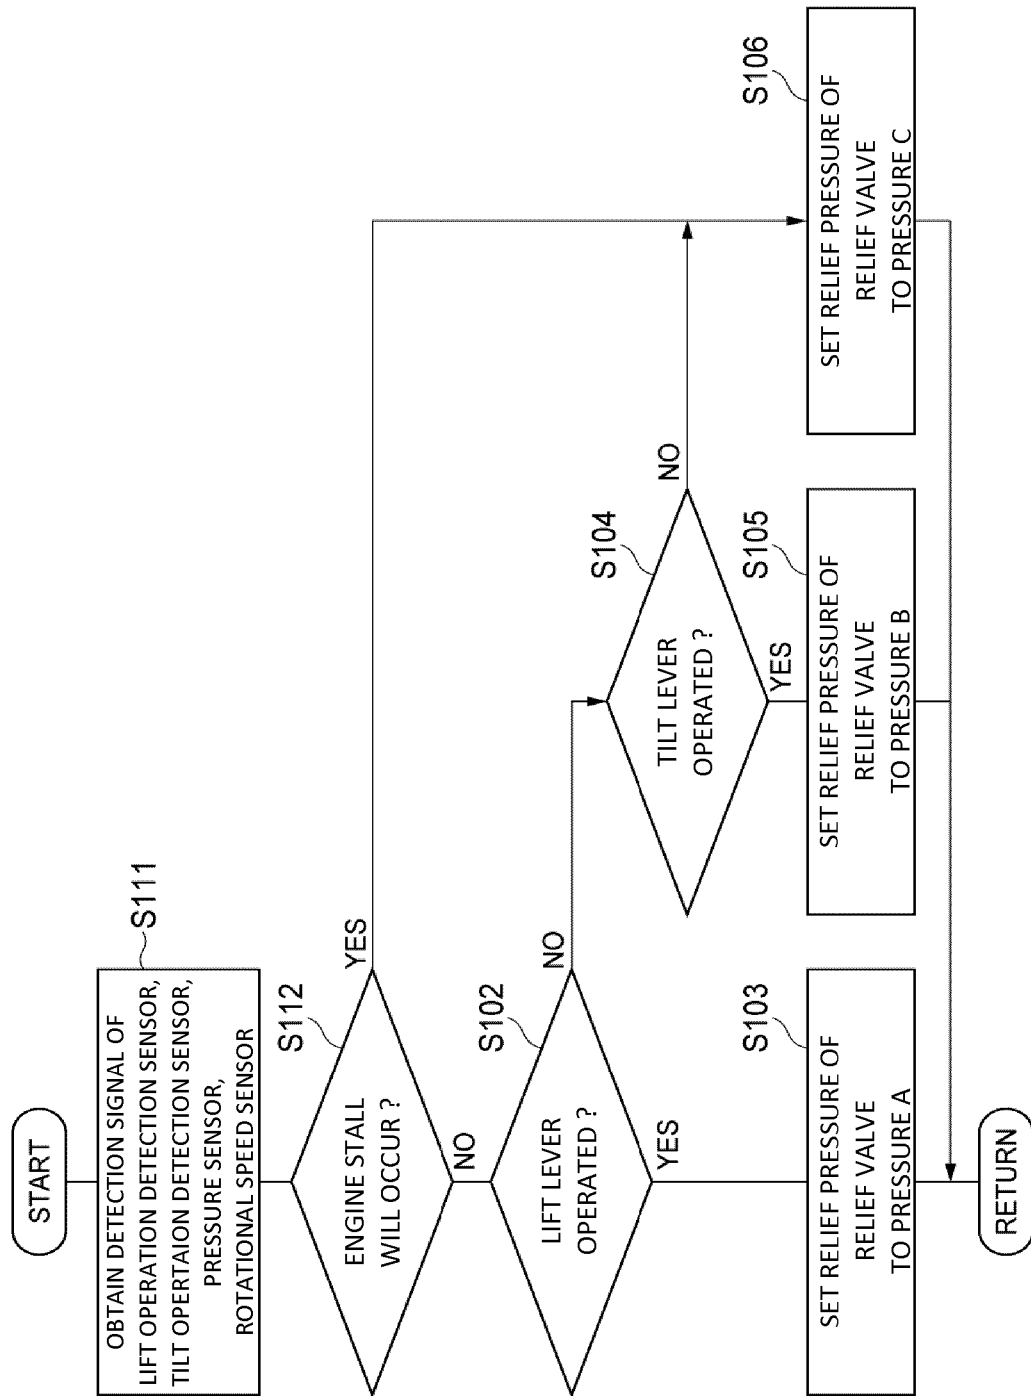 START
S111
OBTAIN DETECTION SIGNAL OF
LIFT OPERATION DETECTION SENSOR,
TILT OPERTAION DETECTION SENSOR,
PRESSURE SENSOR,
ROTATIONAL SPEED SENSOR
S112
ENGINE STALL
WILL OCCUR ?
YES
NO
S102
LIFT LEVER
OPERATED ?
NO
YES
S104
TILT LEVER
OPERATED ?
NO
YES
S103
SET RELIEF PRESSURE OF
RELIEF VALVE
TO PRESSURE A
S105
SET RELIEF PRESSURE OF
RELIEF VALVE
TO PRESSURE B
S106
SET RELIEF PRESSURE OF
RELIEF VALVE
TO PRESSURE C
RETURN